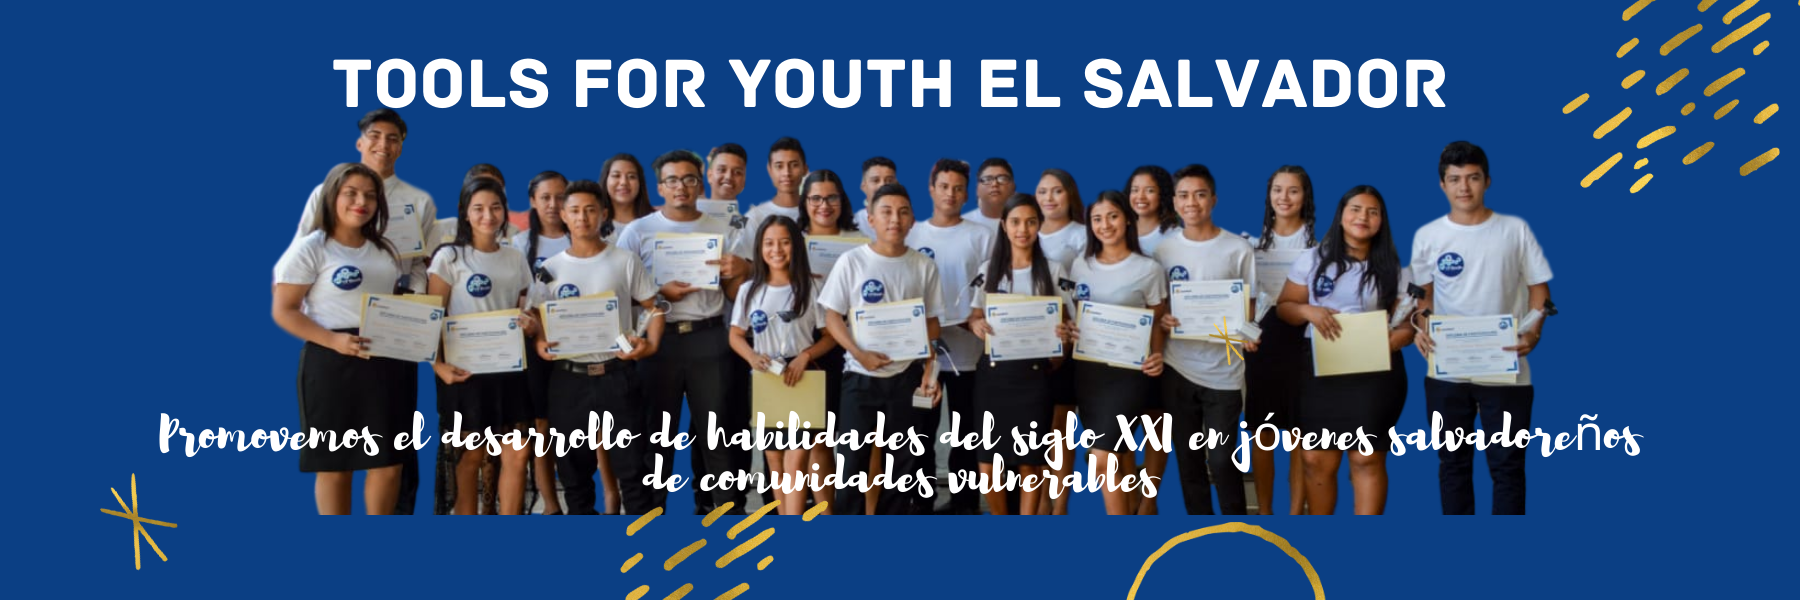 TOOLS FOR YOUTH EL SALVADOR
Promovemos el desarrollo de habilidades del siglo XXI en jóvenes salvadoreños
de comunidades vulnerables